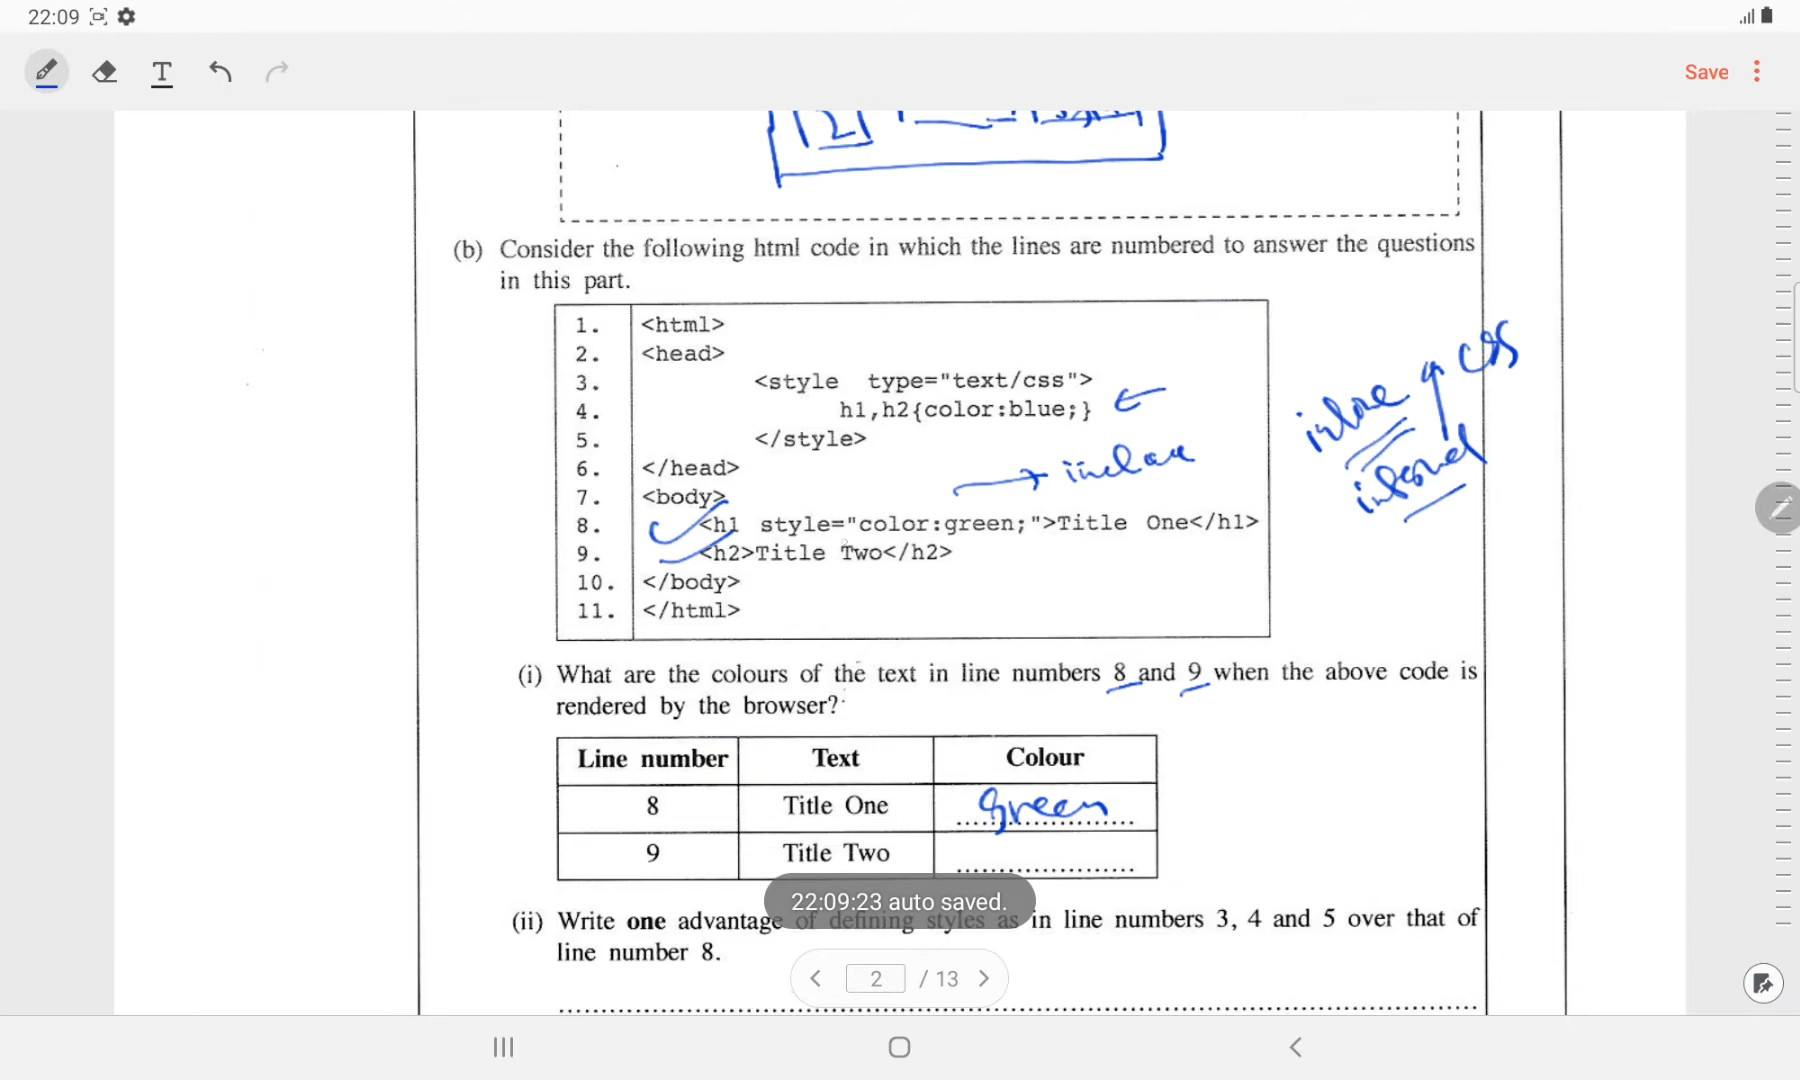 22:09
T
Save
(b) Consider the following html code in which the lines are numbered to answer the questions
in this part.
1. <html>
2. <head>
3. <style type="text/css">
4. h1,h2{color:blue;}
5. </style>
6. </head>
7. <body>
8. <h1 style="color:green;">Title One</h1>
9. <h2>Title Two</h2>
10. </body>
11. </html>
CSS
(i) What are the colours of the text in line numbers 8 and 9 when the above code is
rendered by the browser?
Line number Text Colour
8 Title One green
9 Title Two
22:09:23 auto saved.
(ii) Write one advantage of defining styles as in line numbers 3, 4 and 5 over that of
line number 8.
2 / 13